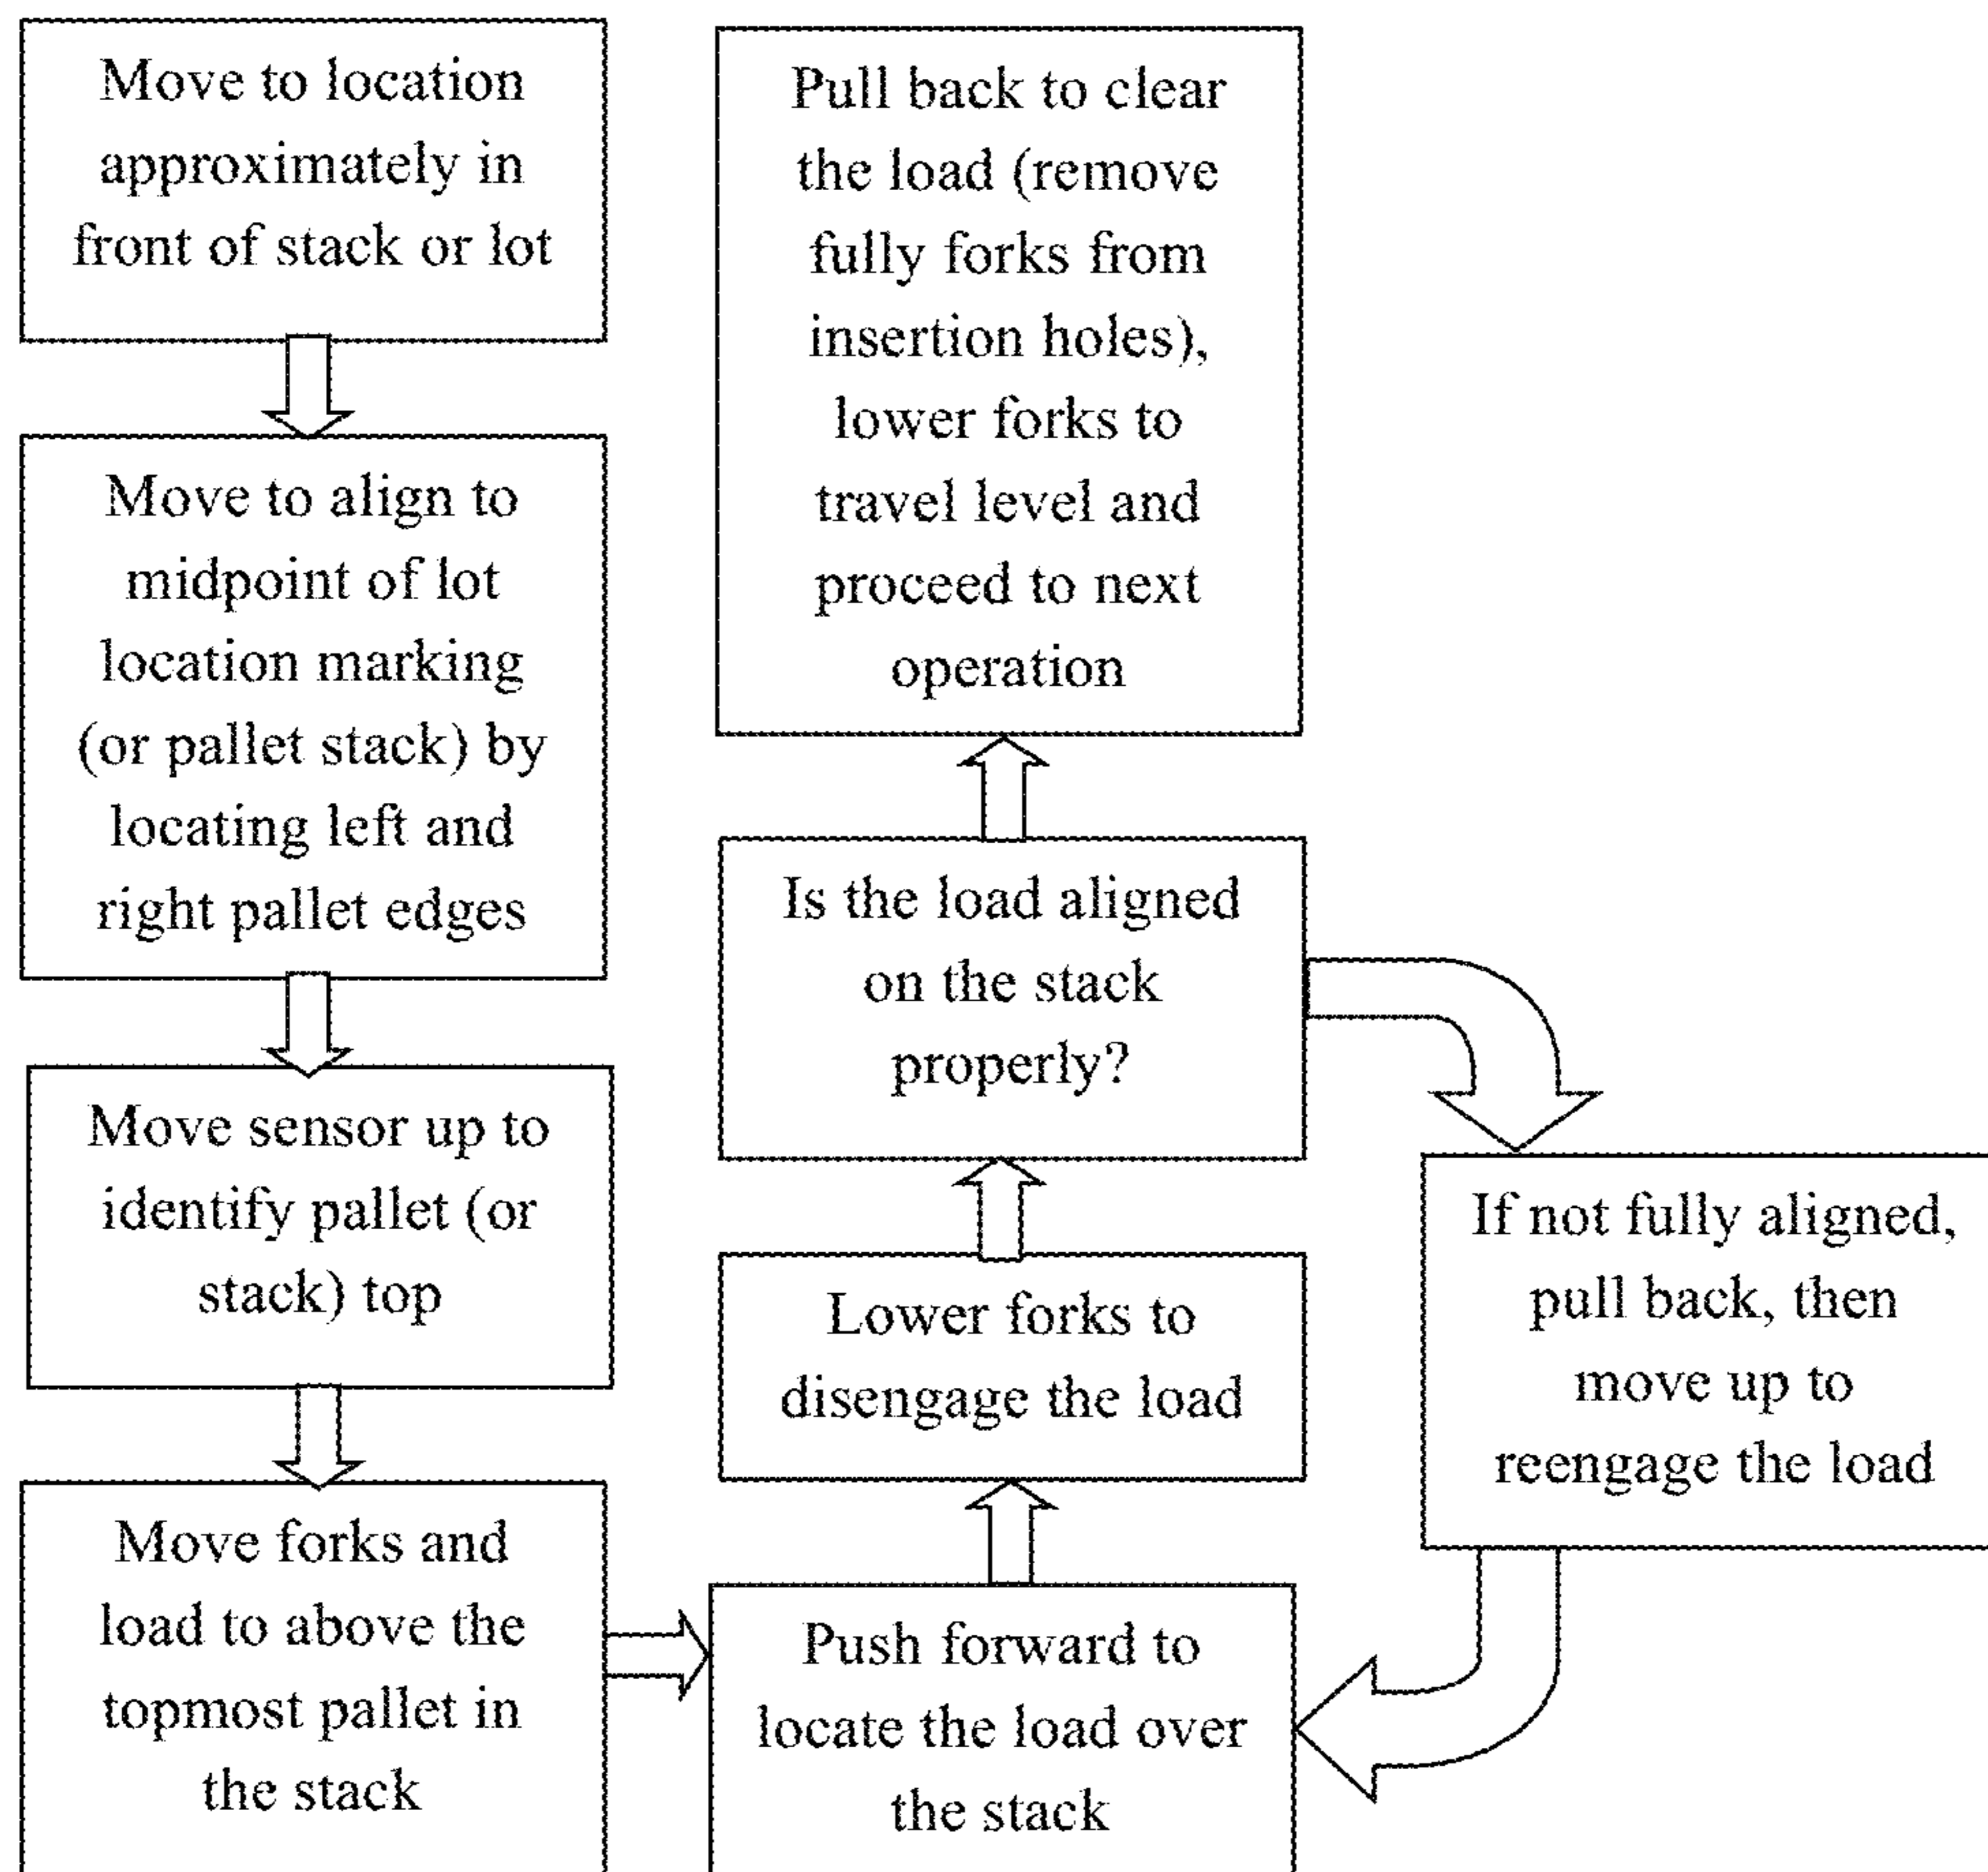 Move to location
approximately in
front of stack or lot
Move to align to
midpoint of lot
location marking
(or pallet stack) by
locating left and
right pallet edges
Move sensor up to
identify pallet (or
stack) top
Move forks and
load to above the
topmost pallet in
the stack
Push forward to
locate the load over
the stack
Lower forks to
disengage the load
Is the load aligned
on the stack
properly?
If not fully aligned,
pull back, then
move up to
reengage the load
Pull back to clear
the load (remove
fully forks from
insertion holes),
lower forks to
travel level and
proceed to next
operation